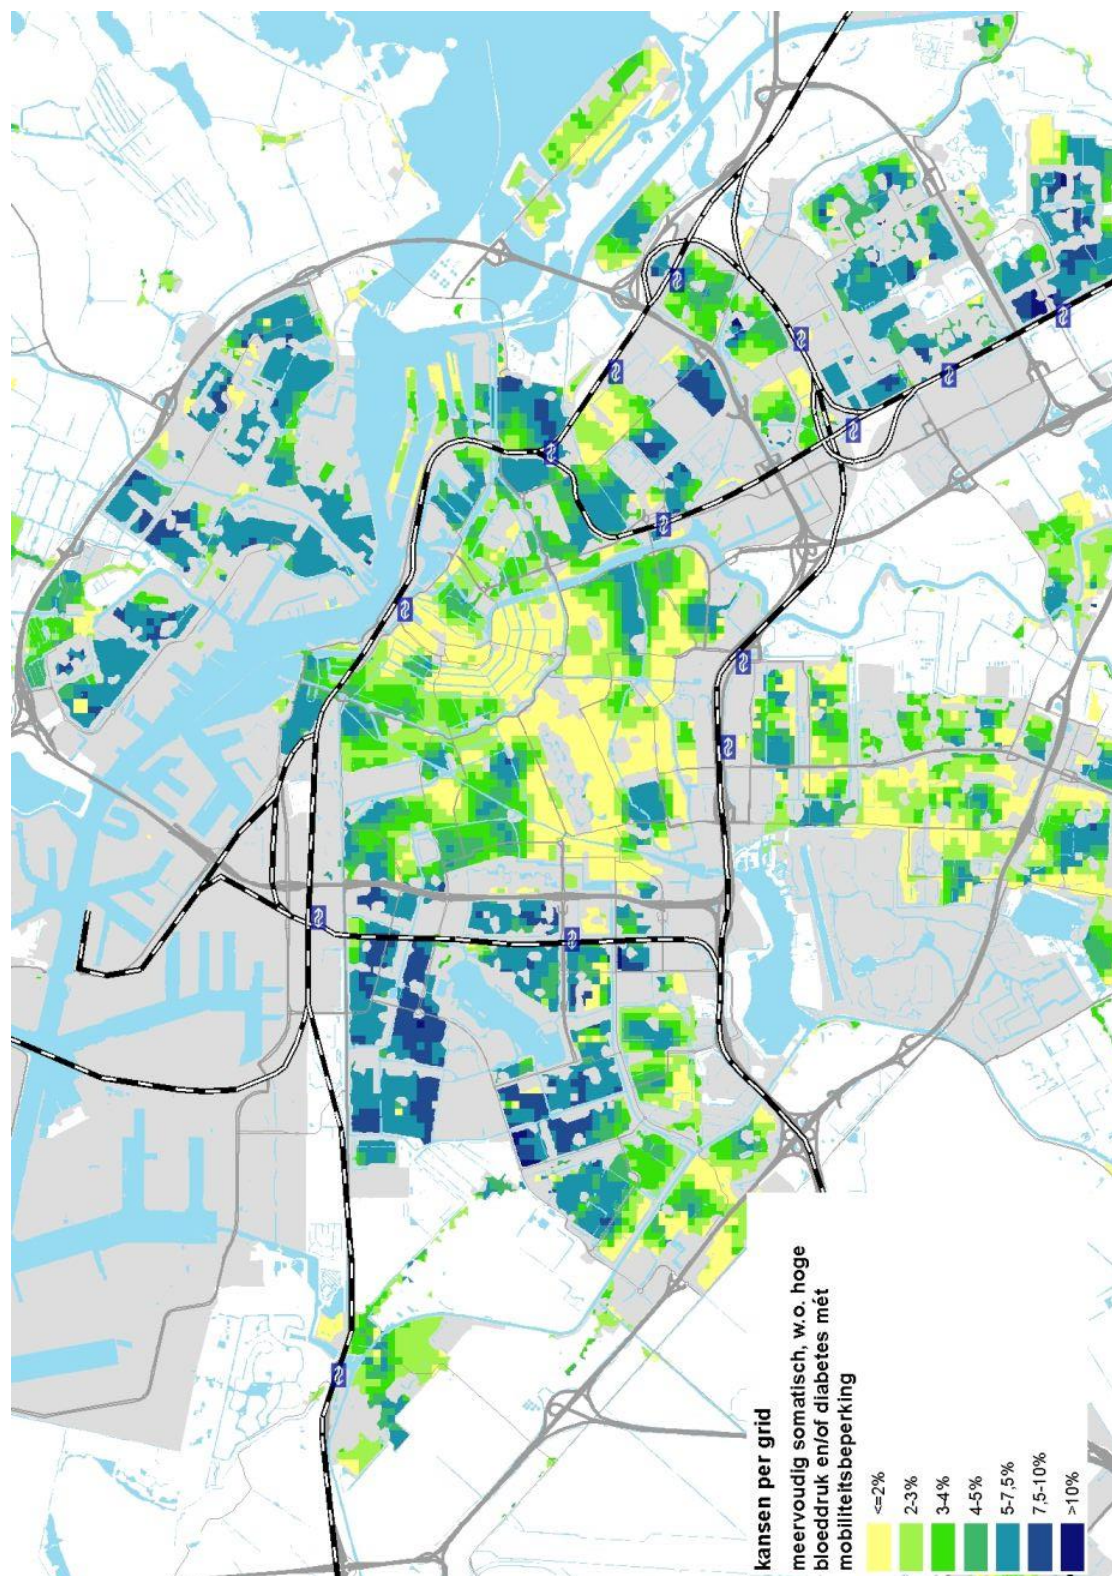 kansen per grid
meervoudig somatisch, w.o. hoge
bloeddruk en/of diabetes mét
mobiliteitsbeperking
<=2%
2-3%
3-4%
4-5%
5-7,5%
7,5-10%
>10%